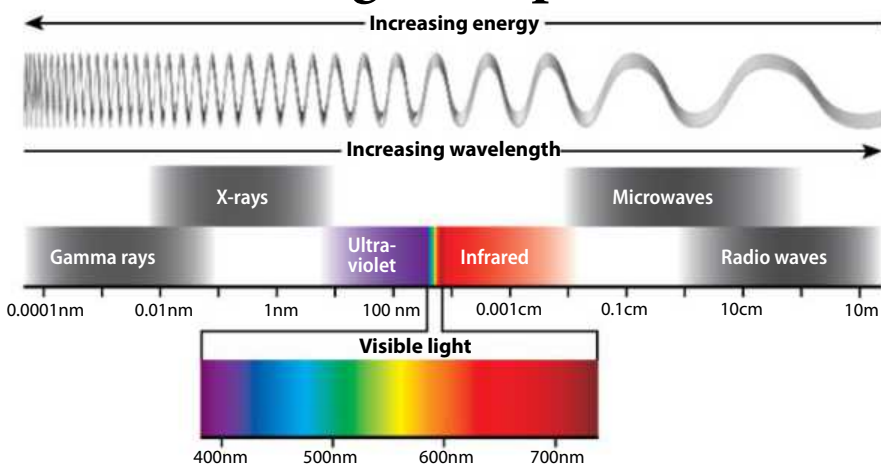 Increasing energy
Increasing wavelength
X-rays
Microwaves
Gamma rays
Ultra-
violet
Infrared
Radio waves
0.0001nm 0.01nm 1nm 100 nm 0.001cm 0.1cm 10cm 10m
Visible light
400nm 500nm 600nm 700nm